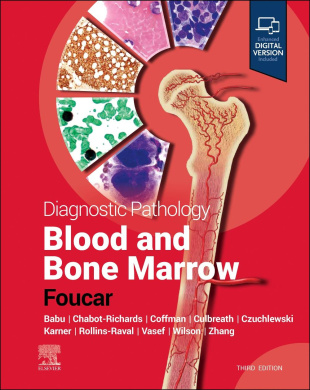 Enhanced
DIGITAL
VERSION
Included
Diagnostic Pathology
Blood and
Bone Marrow
Foucar
Babu | Chabot-Richards | Coffman | Culbreath | Czuchlewski
Karner | Rollins-Raval | Vasef | Wilson | Zhang
THIRD EDITION
ELSEVIER